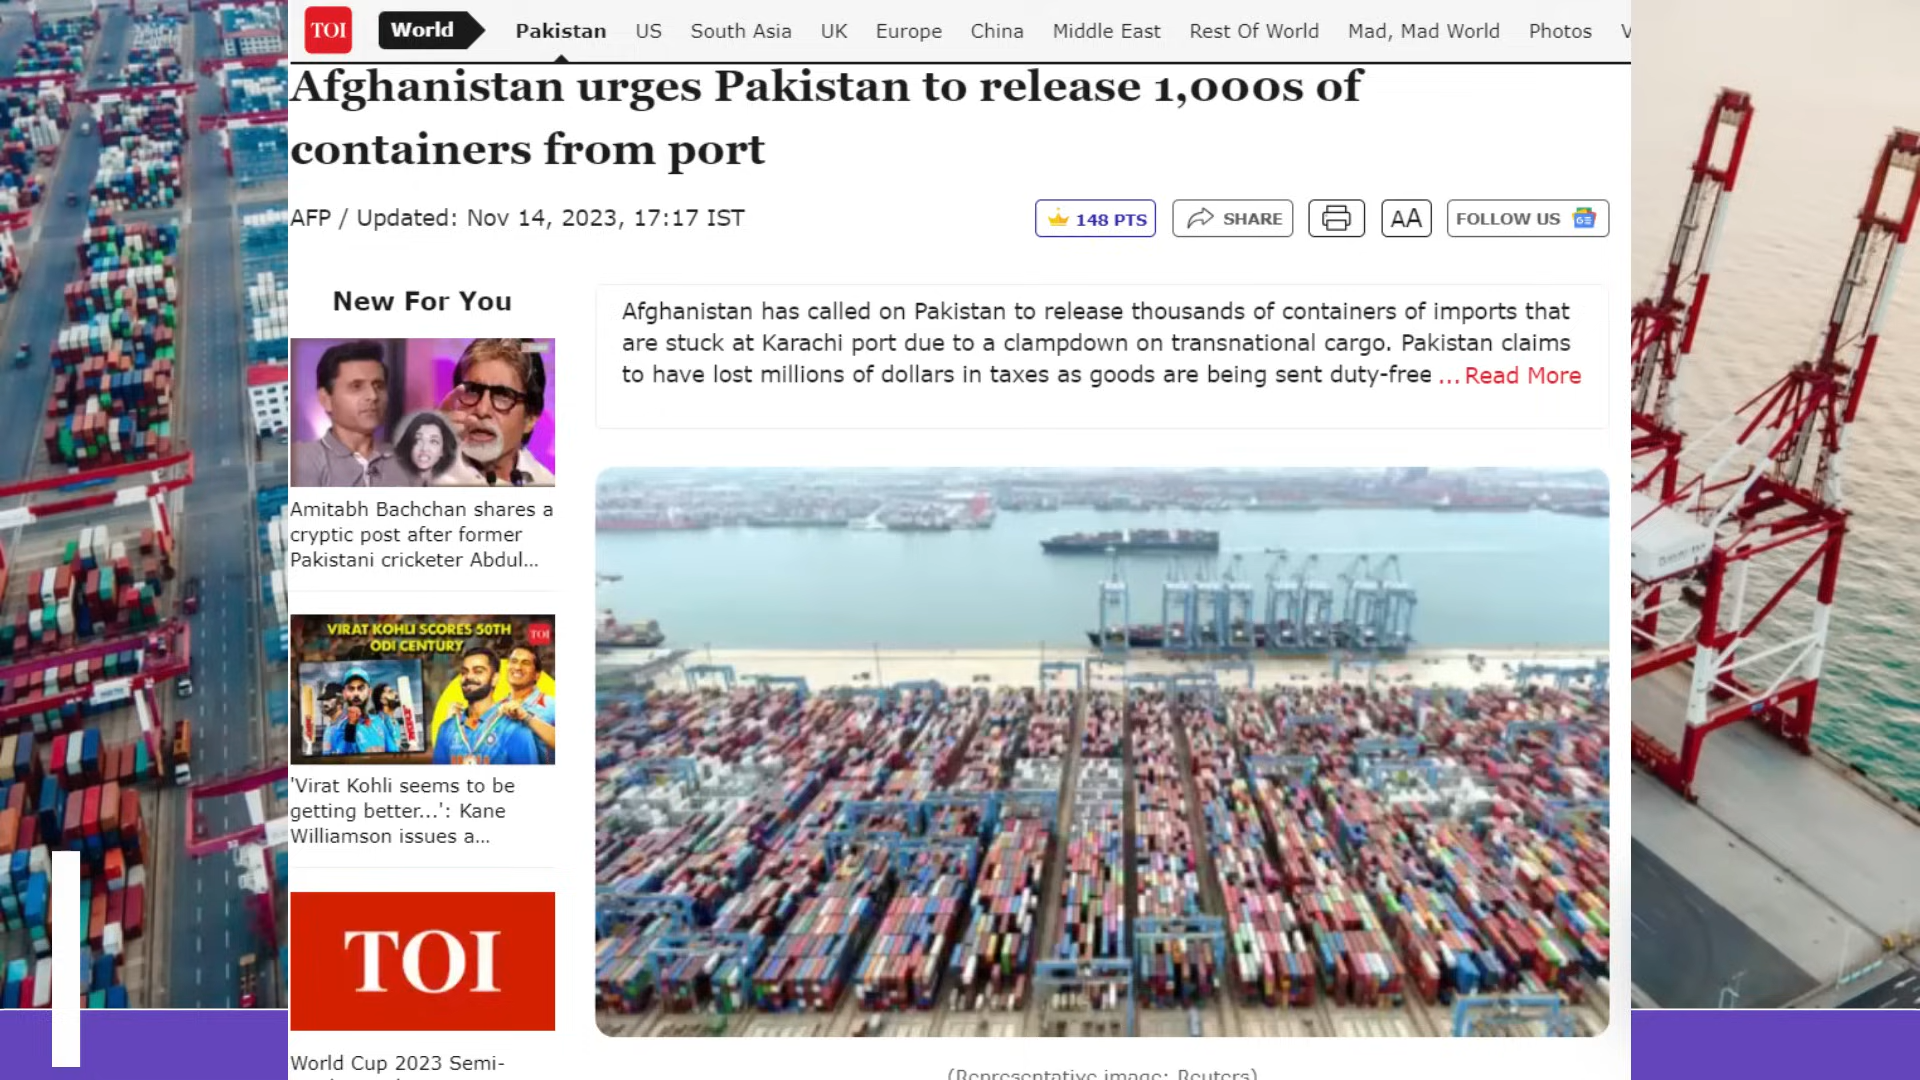 TOI
World
Pakistan
US
South Asia
UK
Europe
China
Middle East
Rest Of World
Mad, Mad World
Photos
Afghanistan urges Pakistan to release 1,000s of
containers from port
AFP / Updated: Nov 14, 2023, 17:17 IST
148 PTS
SHARE
AA
FOLLOW US
New For You
Afghanistan has called on Pakistan to release thousands of containers of imports that
are stuck at Karachi port due to a clampdown on transnational cargo. Pakistan claims
to have lost millions of dollars in taxes as goods are being sent duty-free ...Read More
Amitabh Bachchan shares a
cryptic post after former
Pakistani cricketer Abdul...
VIRAT KOHLI SCORES 50TH
ODI CENTURY
TOI
'Virat Kohli seems to be
getting better...': Kane
Williamson issues a...
TOI
World Cup 2023 Semi-
(Representative image: Reuters)